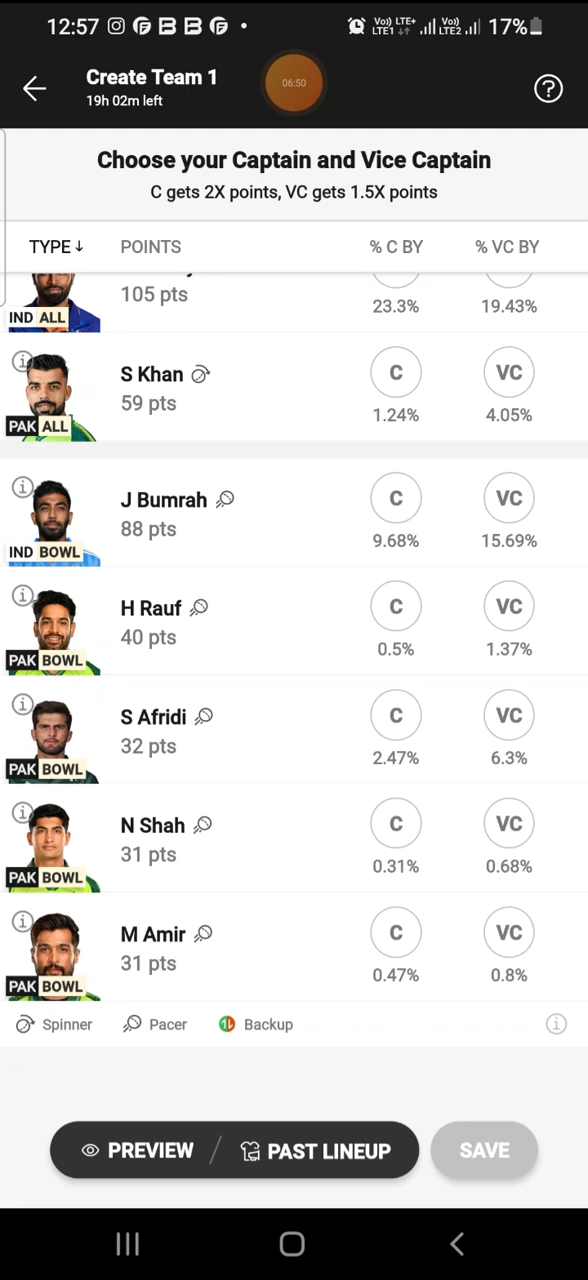 12:57 17%
Vo)) LTE+ Vo))
LTE1 LTE2
Create Team 1
19h 02m left
06:50
?
Choose your Captain and Vice Captain
C gets 2X points, VC gets 1.5X points
TYPE↓ POINTS % C BY % VC BY
105 pts
23.3% 19.43%
IND ALL
S Khan C VC
59 pts
1.24% 4.05%
PAK ALL
J Bumrah C VC
88 pts
9.68% 15.69%
IND BOWL
H Rauf C VC
40 pts
0.5% 1.37%
PAK BOWL
S Afridi C VC
32 pts
2.47% 6.3%
PAK BOWL
N Shah C VC
31 pts
0.31% 0.68%
PAK BOWL
M Amir C VC
31 pts
0.47% 0.8%
PAK BOWL
Spinner Pacer Backup
PREVIEW / PAST LINEUP SAVE